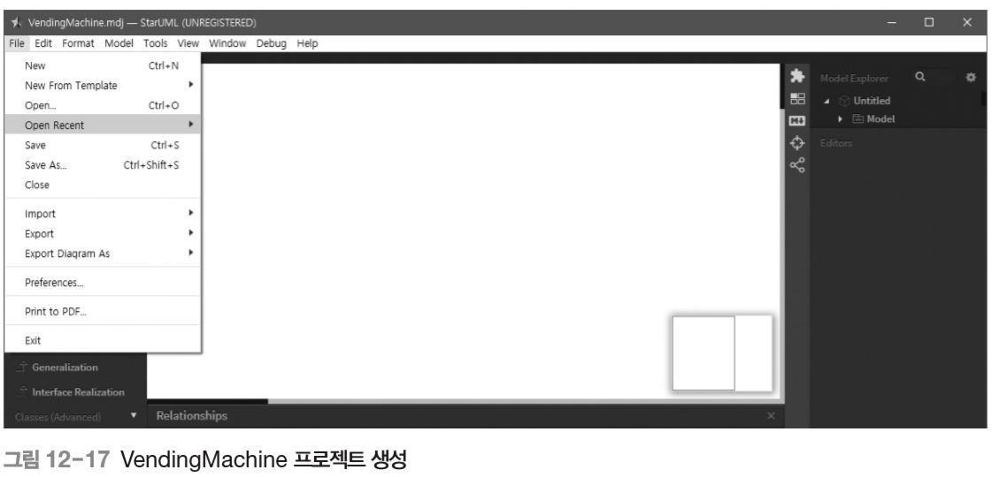 VendingMachine.mdj — StarUML (UNREGISTERED)
File Edit Format Model Tools View Window Debug Help
New Ctrl+N
New From Template
Open... Ctrl+O
Open Recent
Save Ctrl+S
Save As... Ctrl+Shift+S
Close
Import
Export
Export Diagram As
Preferences...
Print to PDF...
Exit
Generalization
Interface Realization
Classes (Advanced)
Relationships
Model Explorer
Untitled
Model
Editors
그림 12-17 VendingMachine 프로젝트 생성